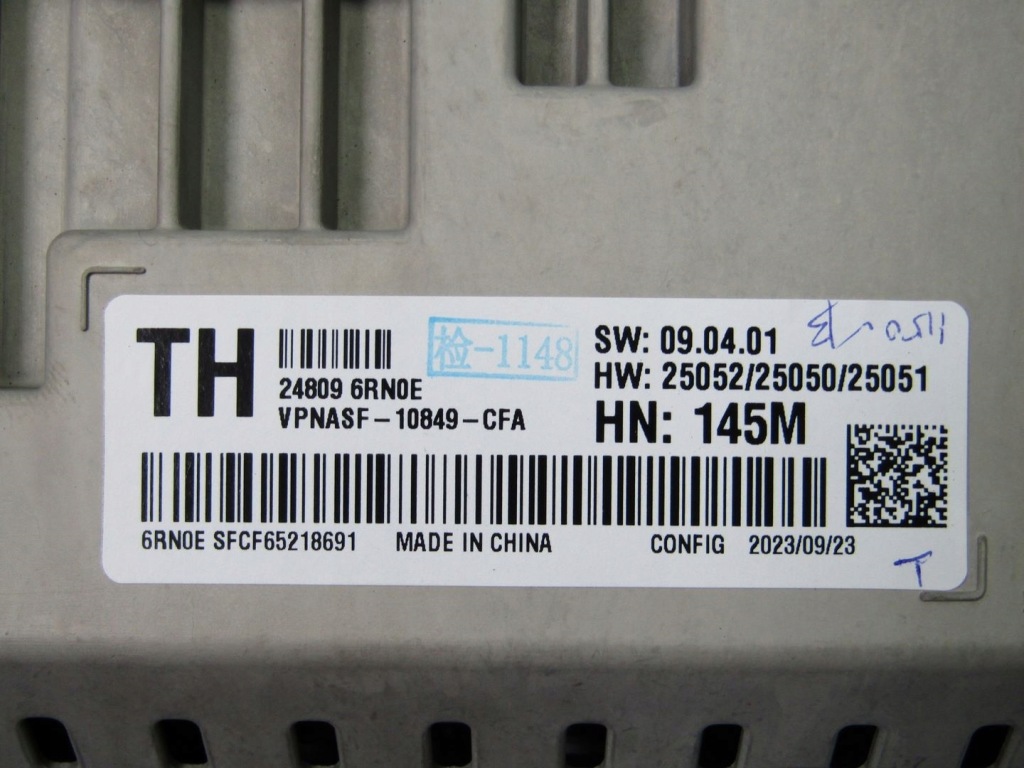 TH
24809 6RN0E
VPNASF-10849-CFA
检-1148
SW: 09.04.01
HW: 25052/25050/25051
HN: 145M
6RN0E SFCF65218691 MADE IN CHINA CONFIG 2023/09/23
T